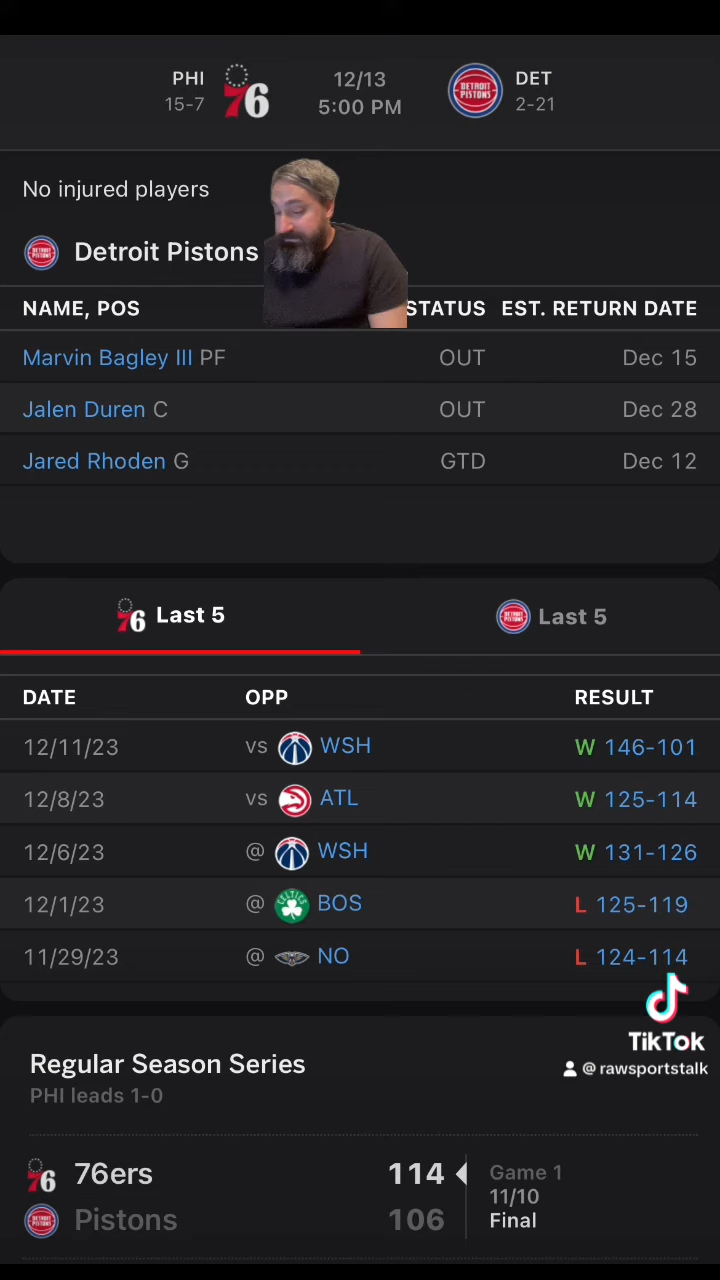 PHI 76 12/13 DET
15-7 5:00 PM DETROIT PISTONS 2-21
No injured players
Detroit Pistons
NAME, POS STATUS EST. RETURN DATE
Marvin Bagley III PF OUT Dec 15
Jalen Duren C OUT Dec 28
Jared Rhoden G GTD Dec 12
76 Last 5 Last 5
DATE OPP RESULT
12/11/23 vs WSH W 146-101
12/8/23 vs ATL W 125-114
12/6/23 @ WSH W 131-126
12/1/23 @ BOS L 125-119
11/29/23 @ NO L 124-114
TikTok
@rawsportstalk
Regular Season Series
PHI leads 1-0
76ers 114 Game 1
11/10
Pistons 106 Final